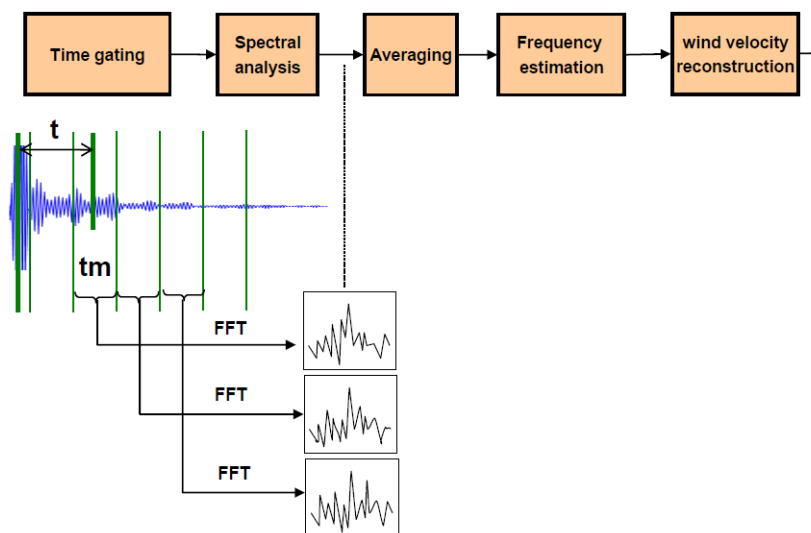 Time gating
Spectral
analysis
Averaging
Frequency
estimation
wind velocity
reconstruction
t
tm
FFT
FFT
FFT